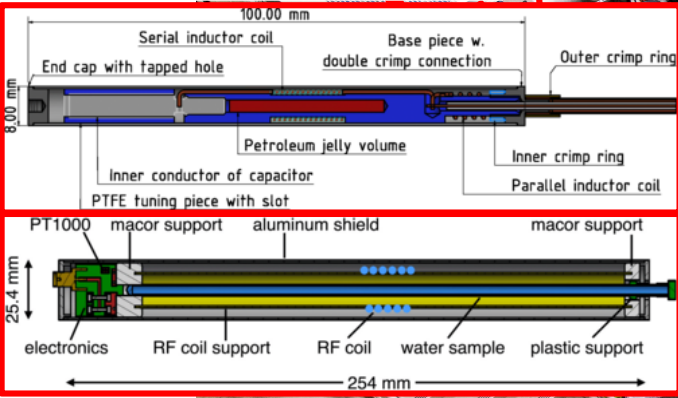 100.00 mm
Serial inductor coil
Base piece w.
double crimp connection
Outer crimp ring
End cap with tapped hole
8.00 mm
Petroleum jelly volume
Inner crimp ring
Inner conductor of capacitor
Parallel inductor coil
PTFE tuning piece with slot
PT1000 macor support aluminum shield macor support
25.4 mm
electronics RF coil support RF coil water sample plastic support
254 mm